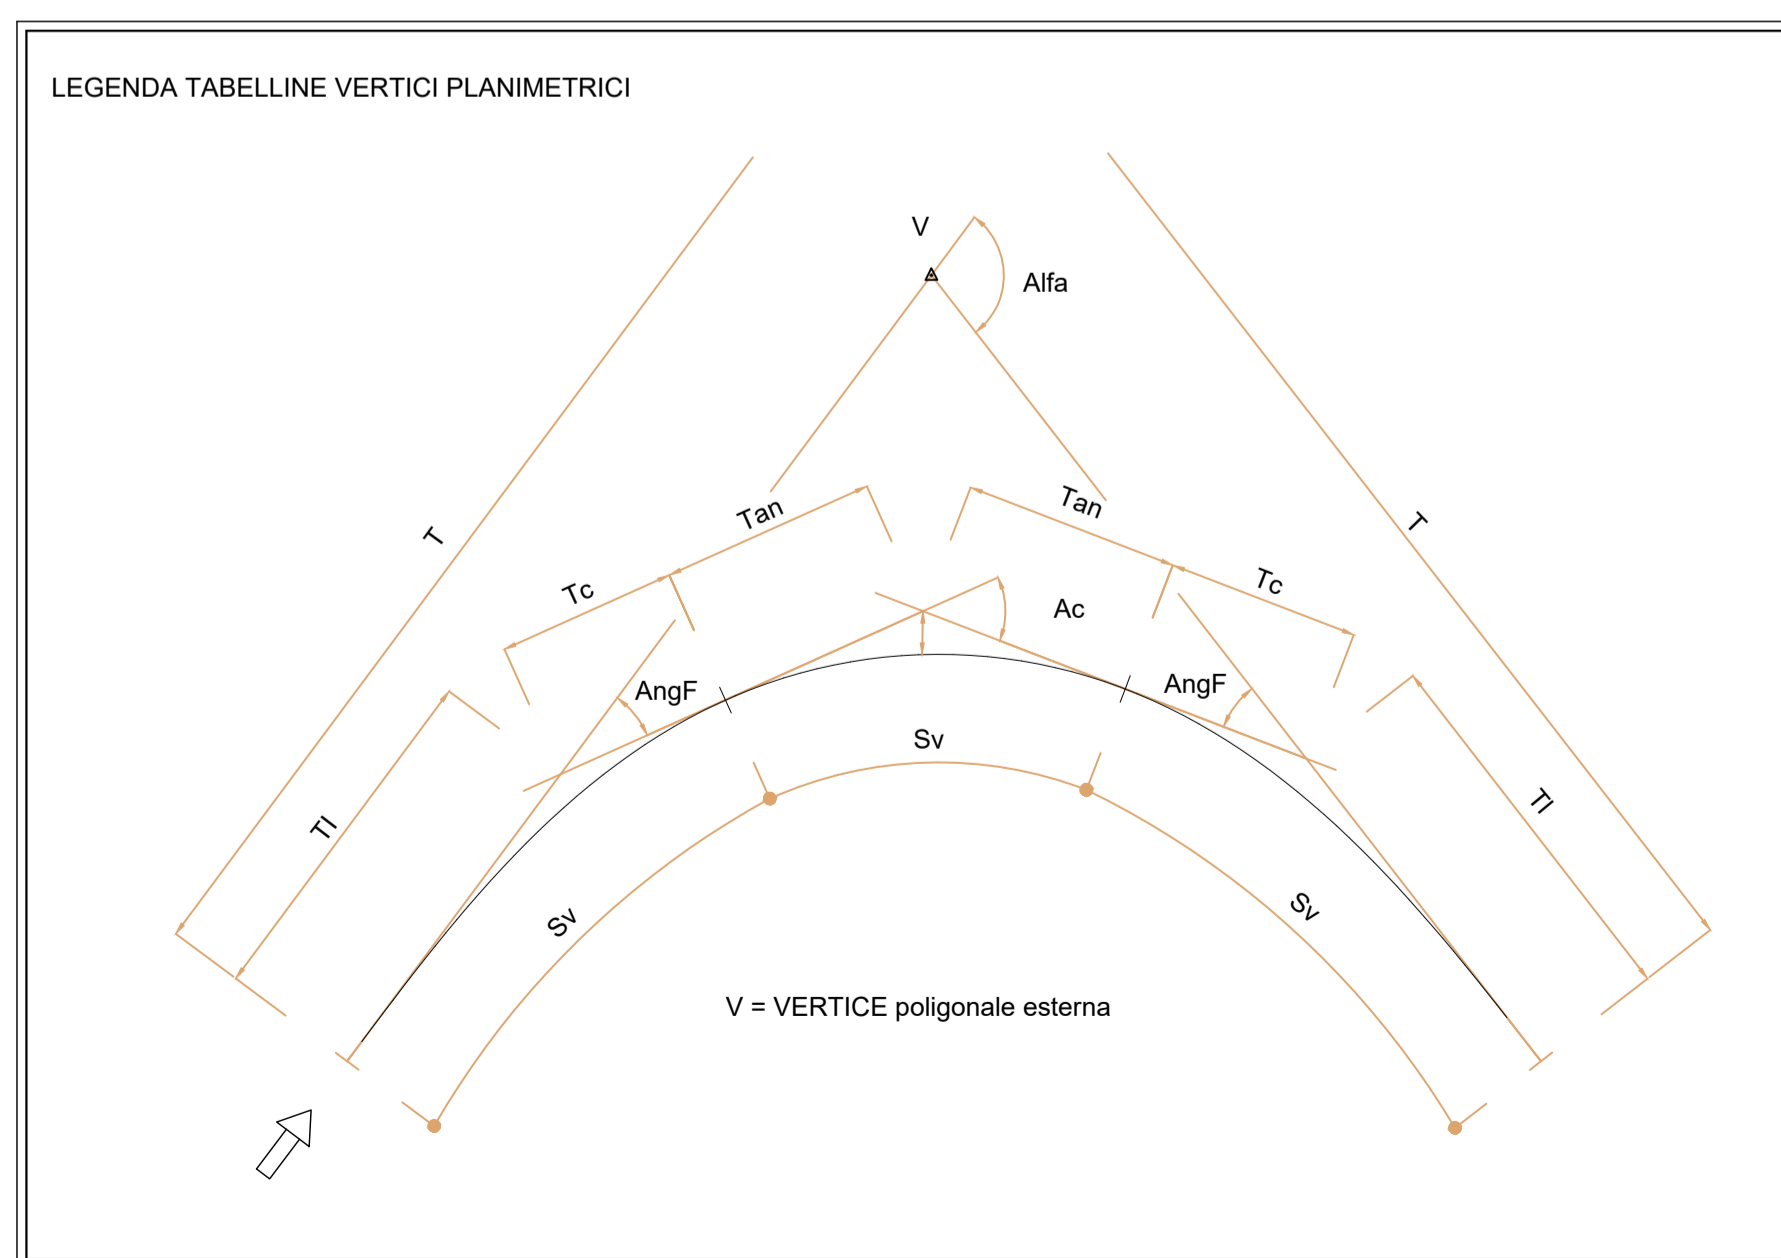 LEGENDA TABELLINE VERTICI PLANIMETRICI
V
Alfa
T
Tan
Tan
T
Tc
Tc
Ac
AngF
AngF
Sv
Tl
Tl
Sv
Sv
V = VERTICE poligonale esterna